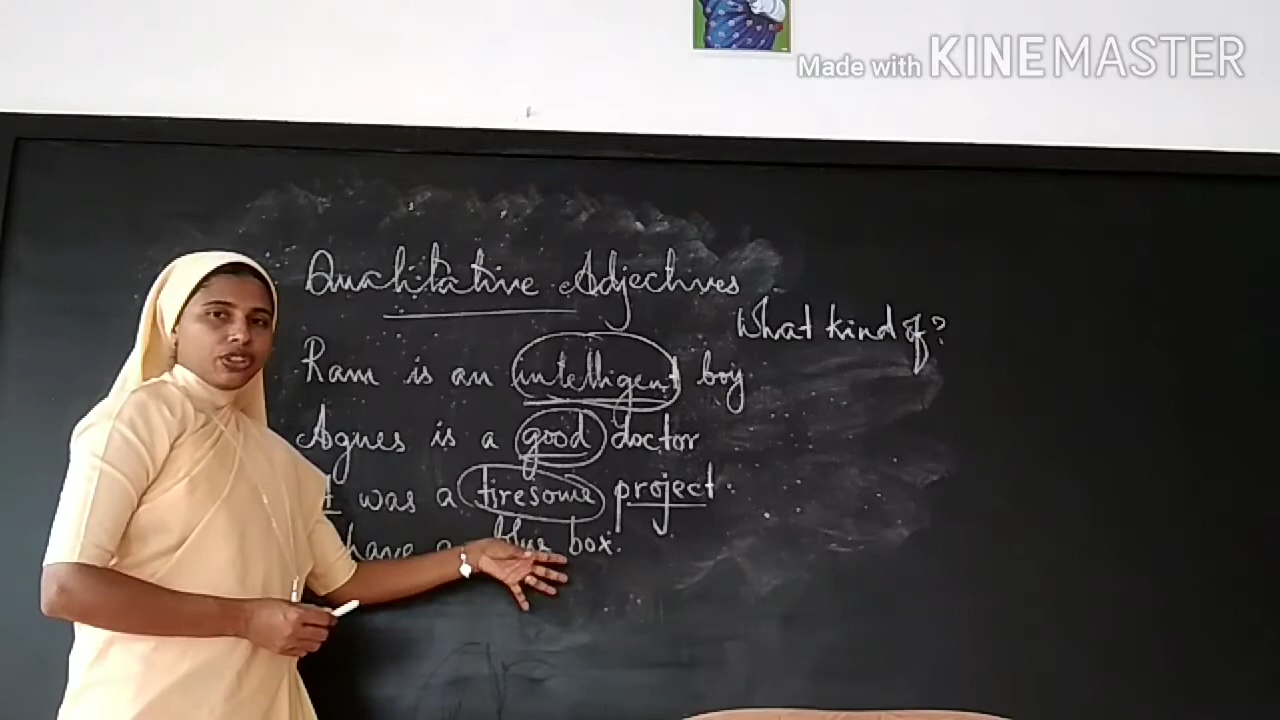 Made with KINEMASTER
Qualitative Adjectives
What kind of?
Ram is an intelligent boy
Agnes is a good doctor
It was a tiresome project.
have a blue box.